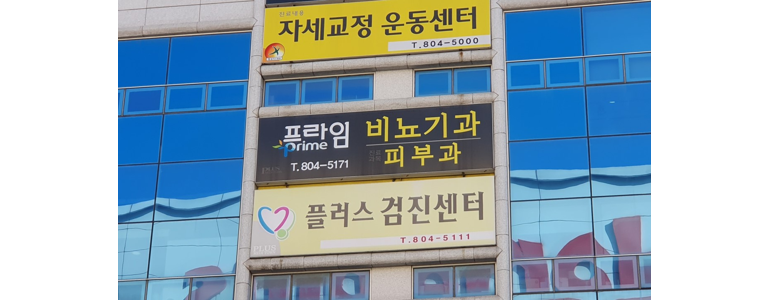 자세교정 운동센터
T.804-5000
프라임
Prime
T.804-5171
비뇨기과
피부과
플러스 검진센터
T.804-5111